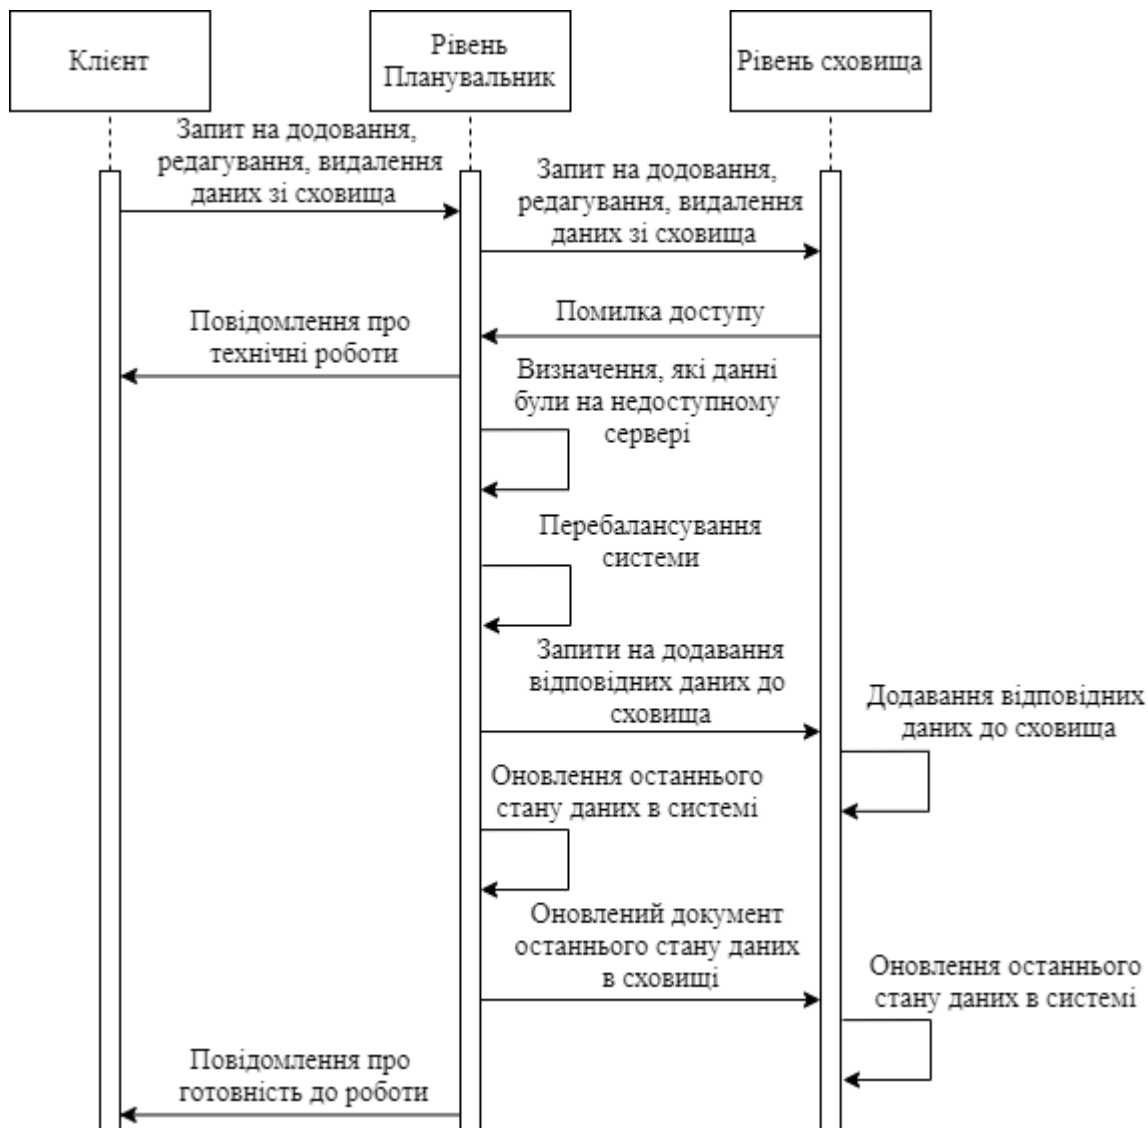 Клієнт
Рівень
Планувальник
Рівень сховища
Запит на додовання,
редагування, видалення
даних зі сховища
Запит на додовання,
редагування, видалення
даних зі сховища
Помилка доступу
Повідомлення про
технічні роботи
Визначення, які данні
були на недоступному
сервері
Перебалансування
системи
Запити на додавання
відповідних даних до
сховища
Додавання відповідних
даних до сховища
Оновлення останнього
стану даних в системі
Оновлений документ
останнього стану даних
в сховищі
Оновлення останнього
стану даних в системі
Повідомлення про
готовність до роботи